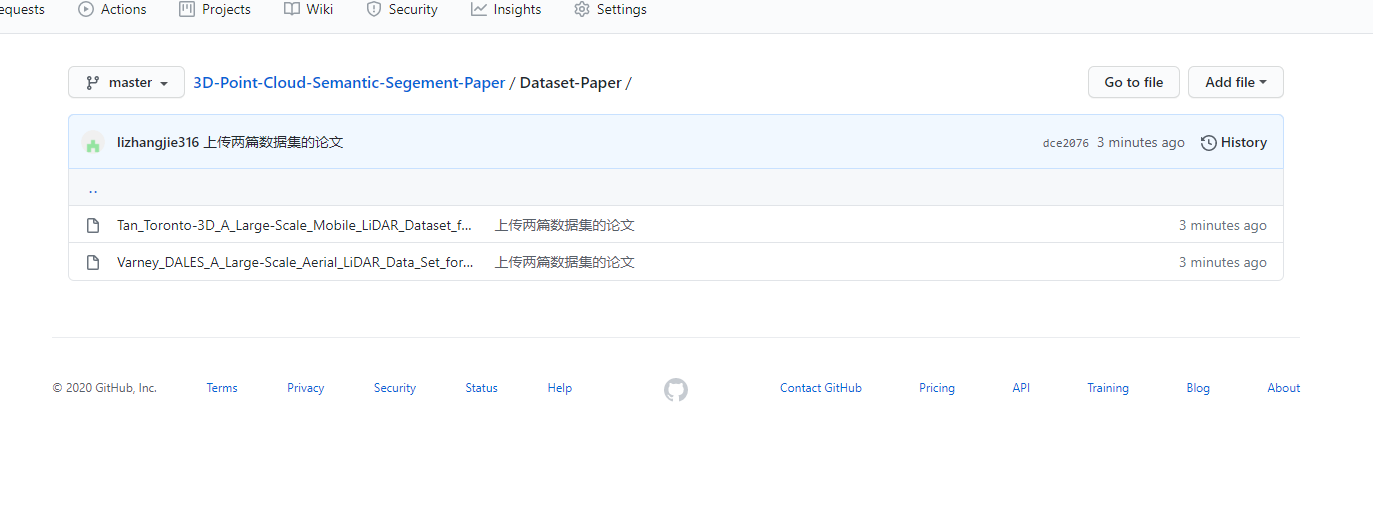 equests Actions Projects Wiki Security Insights Settings
master 3D-Point-Cloud-Semantic-Segement-Paper / Dataset-Paper / Go to file Add file
lizhangjie316 上传两篇数据集的论文 dce2076 3 minutes ago History
..
Tan_Toronto-3D_A_Large-Scale_Mobile_LiDAR_Dataset_f... 上传两篇数据集的论文 3 minutes ago
Varney_DALES_A_Large-Scale_Aerial_LiDAR_Data_Set_for... 上传两篇数据集的论文 3 minutes ago
© 2020 GitHub, Inc. Terms Privacy Security Status Help Contact GitHub Pricing API Training Blog About